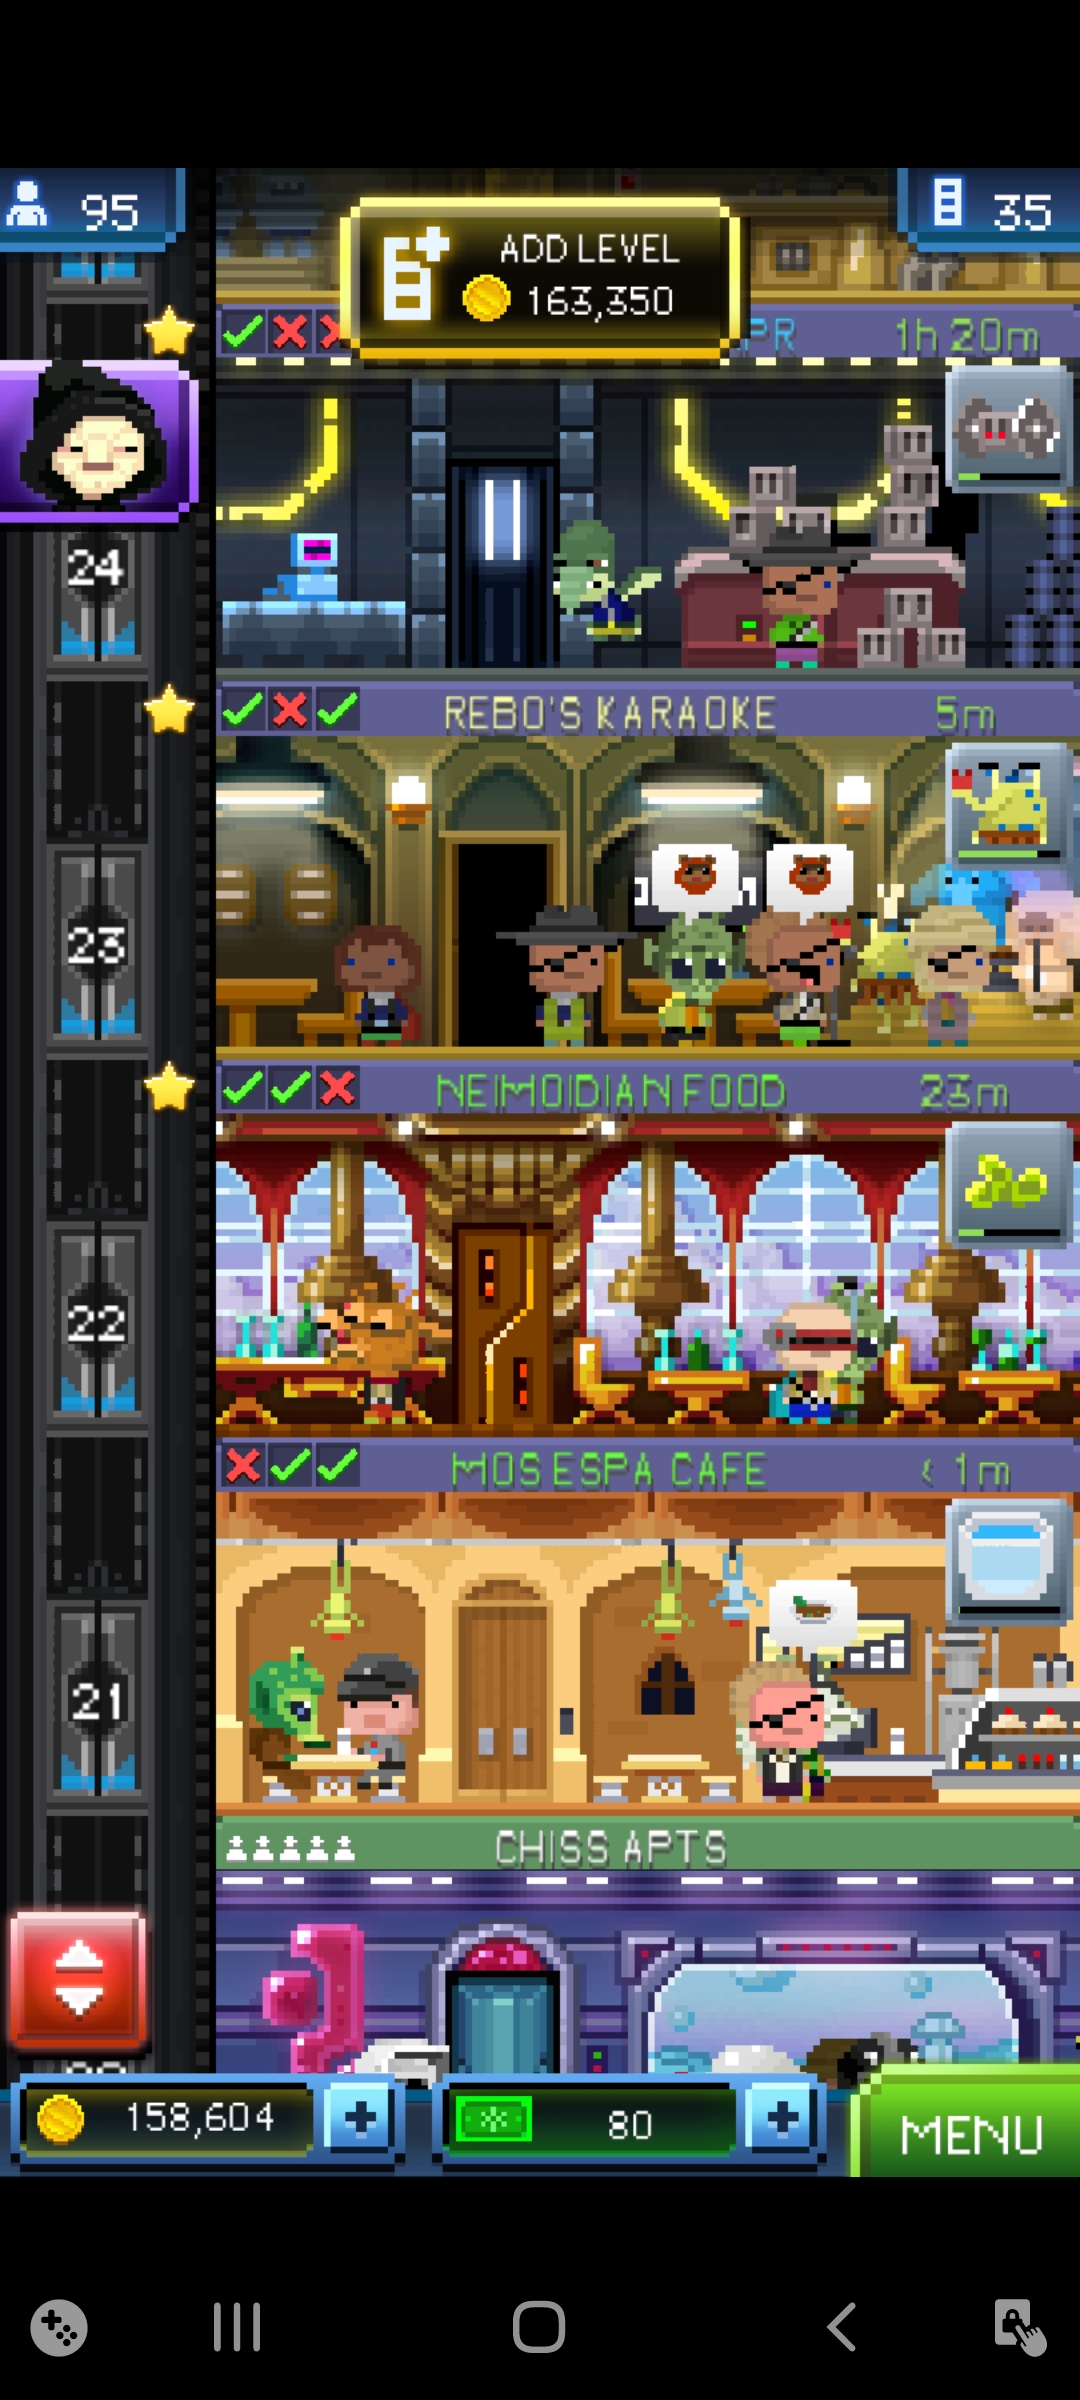 95
ADD LEVEL
163,350
35
PR
1h 20m
24
REBO'S KARAOKE
5m
23
NEIMOIDIAN FOOD
23m
22
MOS ESPA CAFE
< 1m
21
CHISS APTS
158,604
80
MENU